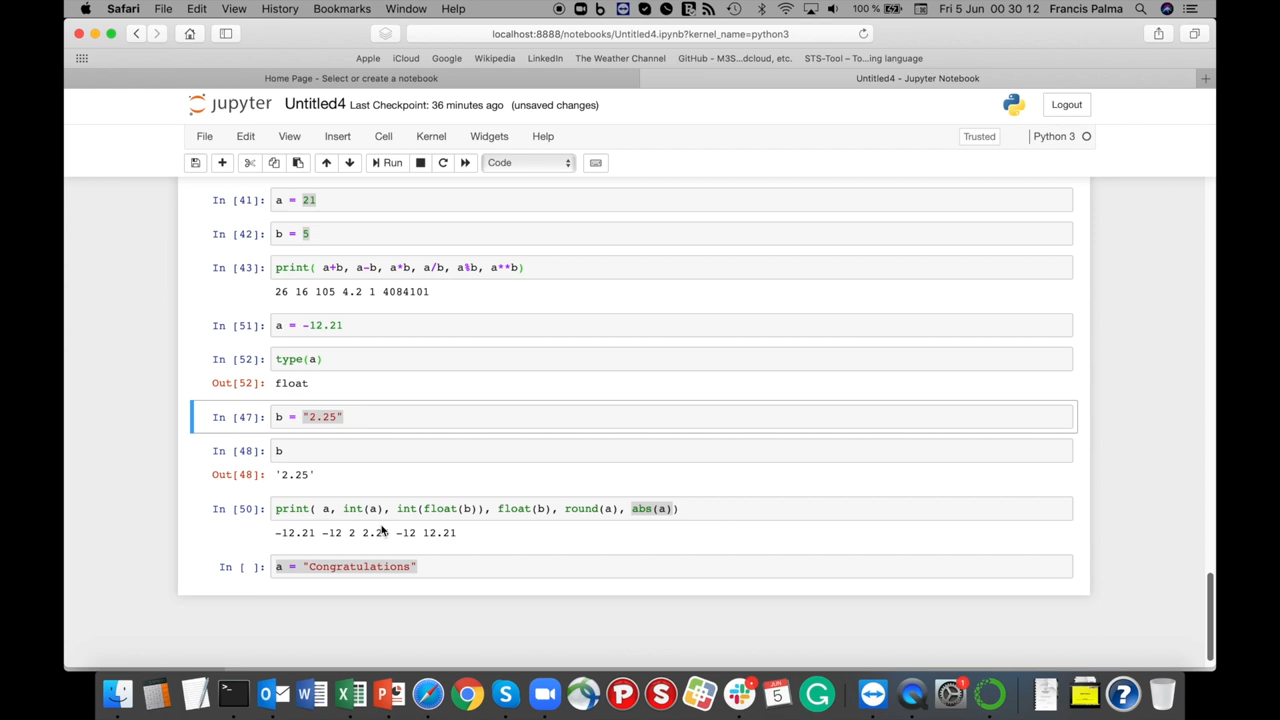 Safari File Edit View History Bookmarks Window Help 100 % Fri 5 Jun 00 30 12 Francis Palma
localhost:8888/notebooks/Untitled4.ipynb?kernel_name=python3
Apple iCloud Google Wikipedia LinkedIn The Weather Channel GitHub - M3S...dcloud, etc. STS-Tool – To...ing language
Home Page - Select or create a notebook Untitled4 - Jupyter Notebook
jupyter Untitled4 Last Checkpoint: 36 minutes ago (unsaved changes) Logout
File Edit View Insert Cell Kernel Widgets Help Trusted Python 3
Run Code
In [41]: a = 21
In [42]: b = 5
In [43]: print( a+b, a-b, a*b, a/b, a%b, a**b)
26 16 105 4.2 1 4084101
In [51]: a = -12.21
In [52]: type(a)
Out[52]: float
In [47]: b = "2.25"
In [48]: b
Out[48]: '2.25'
In [50]: print( a, int(a), int(float(b)), float(b), round(a), abs(a))
-12.21 -12 2 2.25 -12 12.21
In [ ]: a = "Congratulations"